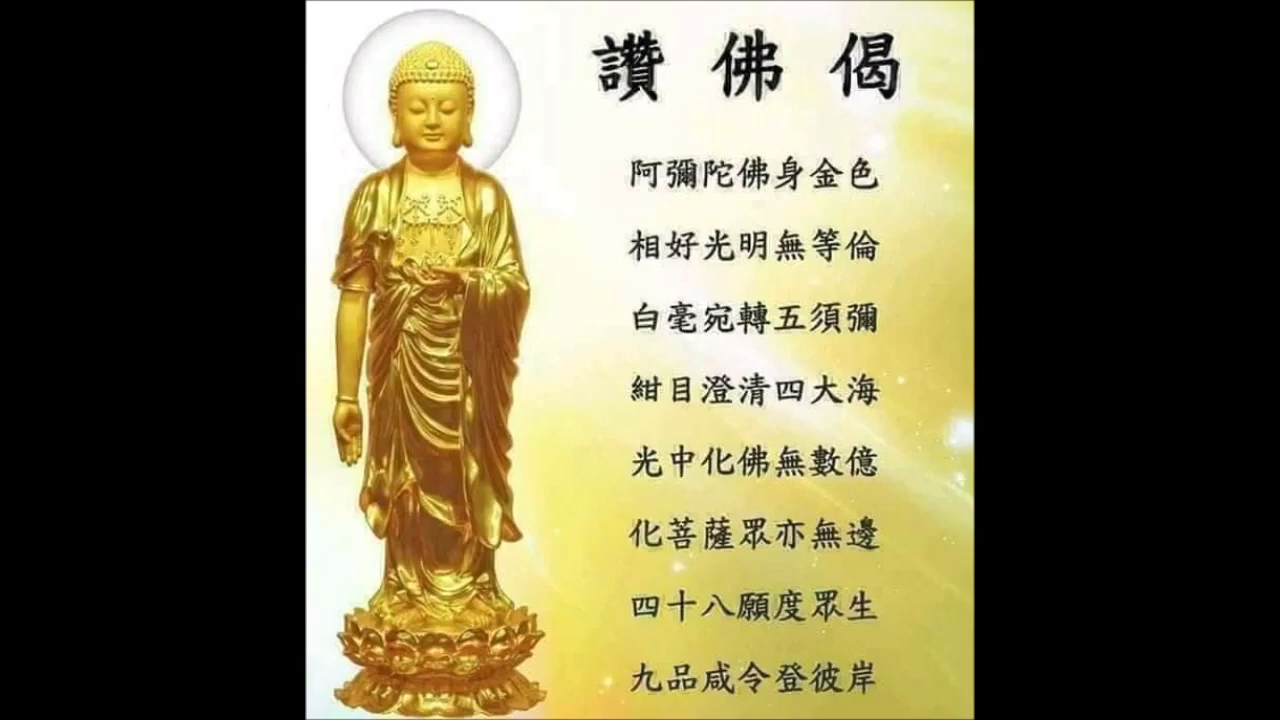 讚佛偈
阿彌陀佛身金色
相好光明無等倫
白毫宛轉五須彌
紺目澄清四大海
光中化佛無數億
化菩薩眾亦無邊
四十八願度眾生
九品咸令登彼岸